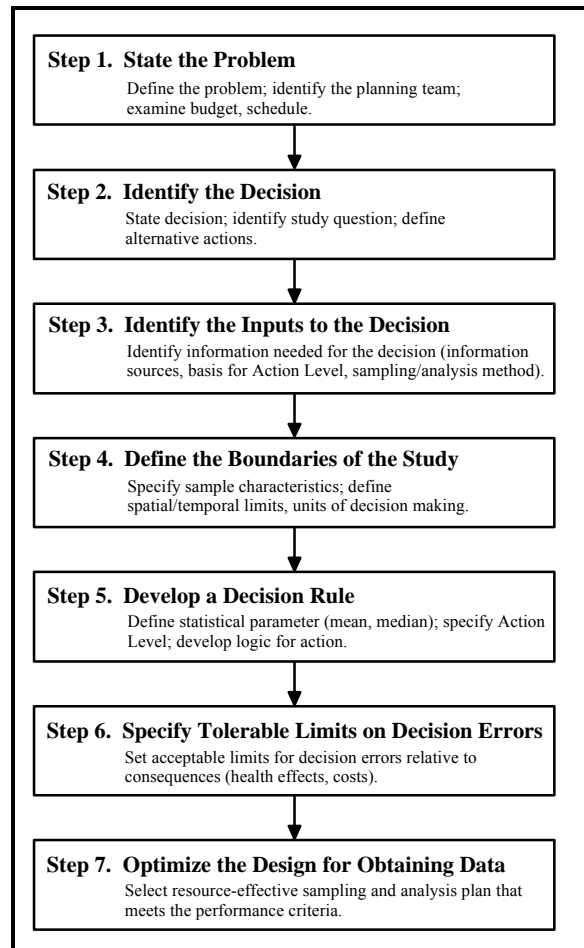 Step 1. State the Problem
Define the problem; identify the planning team;
examine budget, schedule.
Step 2. Identify the Decision
State decision; identify study question; define
alternative actions.
Step 3. Identify the Inputs to the Decision
Identify information needed for the decision (information
sources, basis for Action Level, sampling/analysis method).
Step 4. Define the Boundaries of the Study
Specify sample characteristics; define
spatial/temporal limits, units of decision making.
Step 5. Develop a Decision Rule
Define statistical parameter (mean, median); specify Action
Level; develop logic for action.
Step 6. Specify Tolerable Limits on Decision Errors
Set acceptable limits for decision errors relative to
consequences (health effects, costs).
Step 7. Optimize the Design for Obtaining Data
Select resource-effective sampling and analysis plan that
meets the performance criteria.